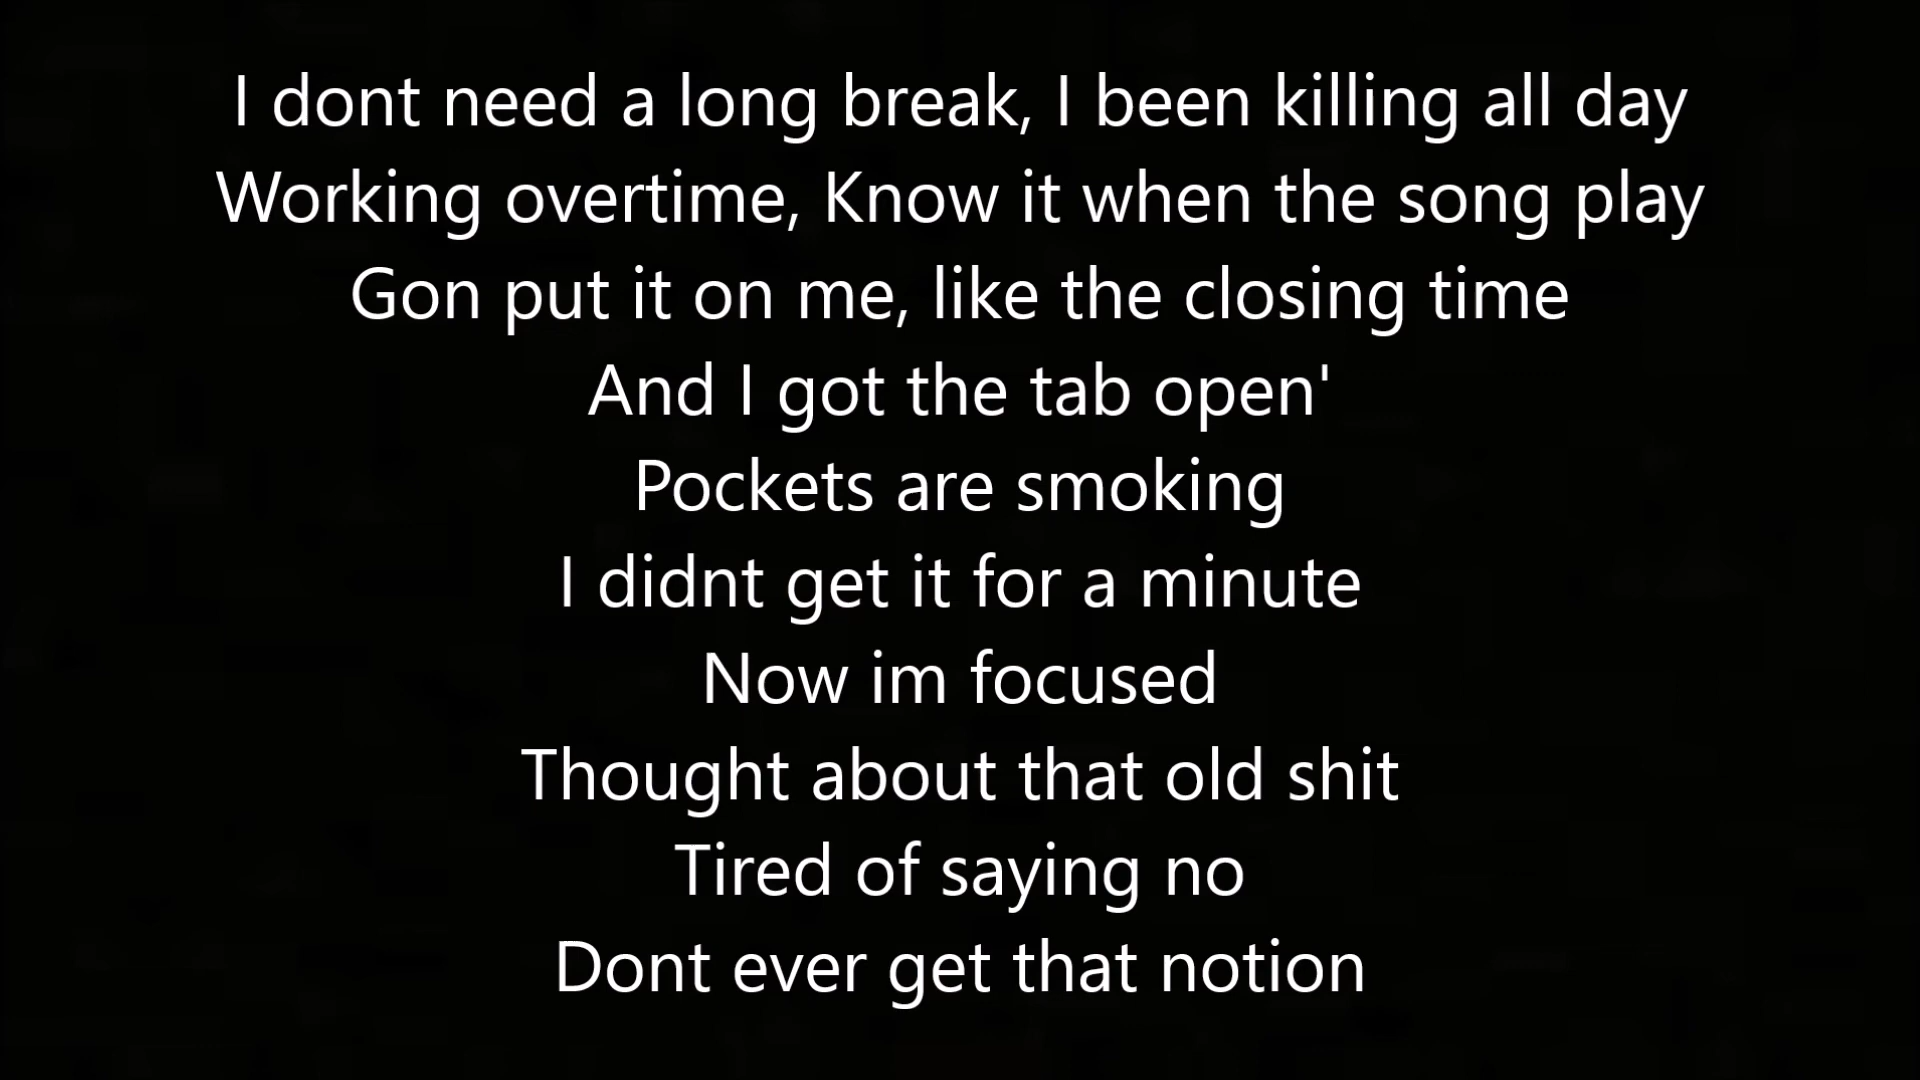 I dont need a long break, I been killing all day
Working overtime, Know it when the song play
Gon put it on me, like the closing time
And I got the tab open'
Pockets are smoking
I didnt get it for a minute
Now im focused
Thought about that old shit
Tired of saying no
Dont ever get that notion